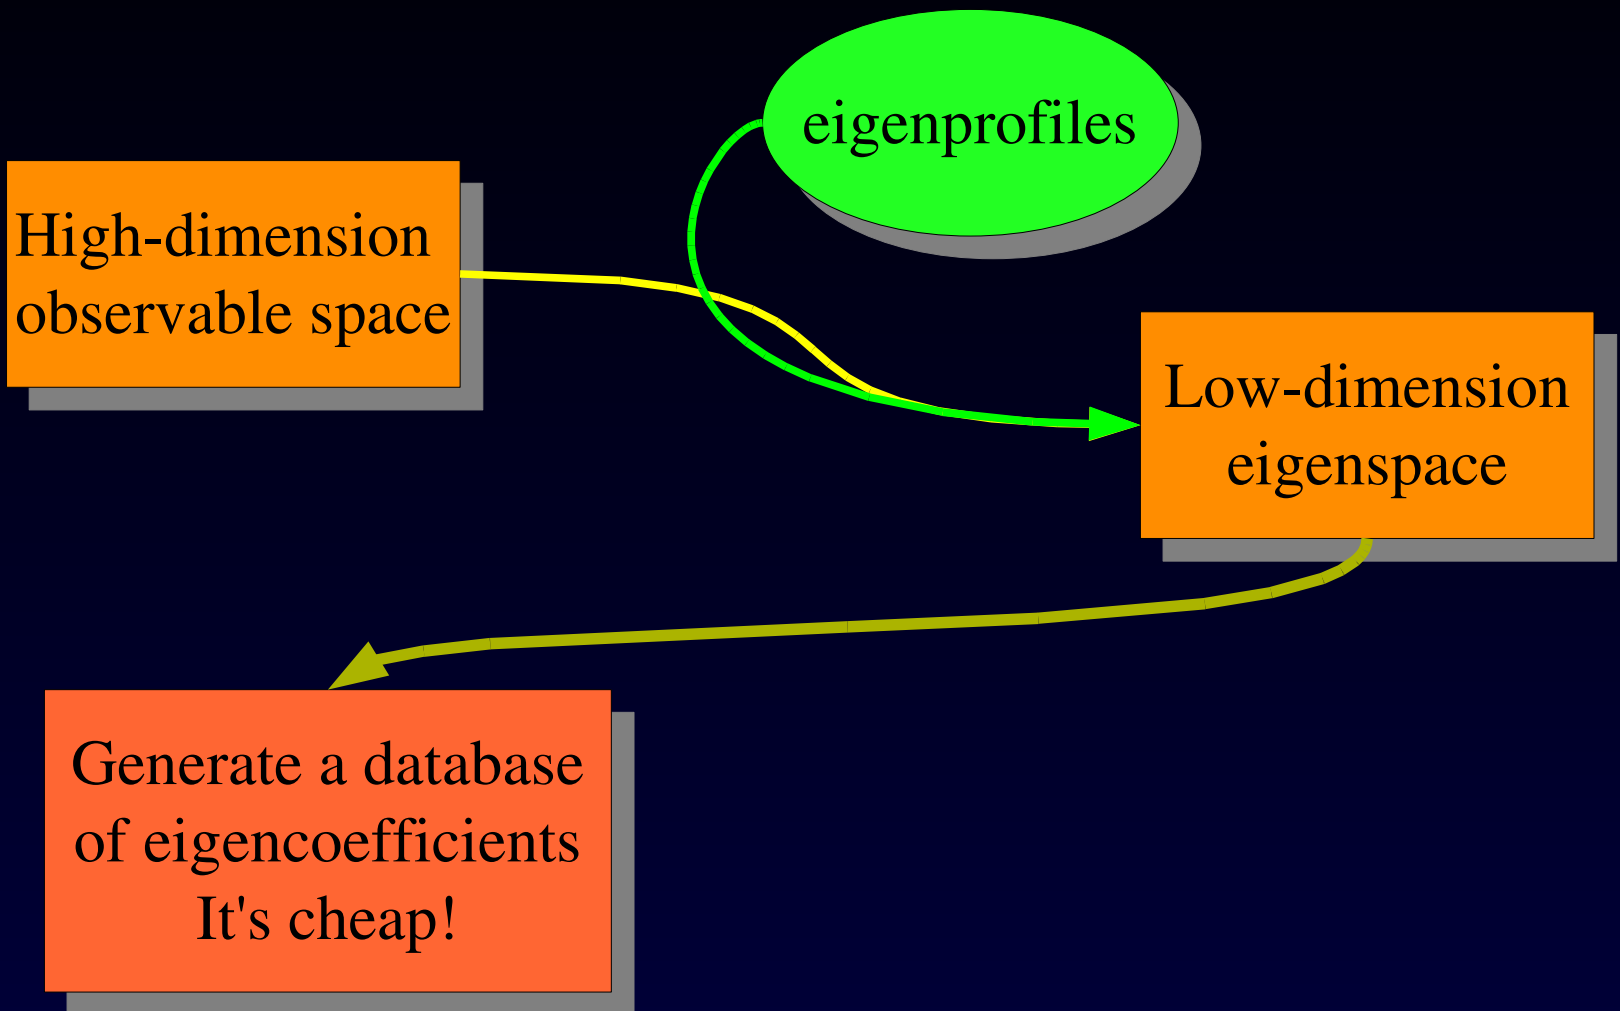 eigenprofiles
High-dimension
observable space
Low-dimension
eigenspace
Generate a database
of eigencoefficients
It's cheap!